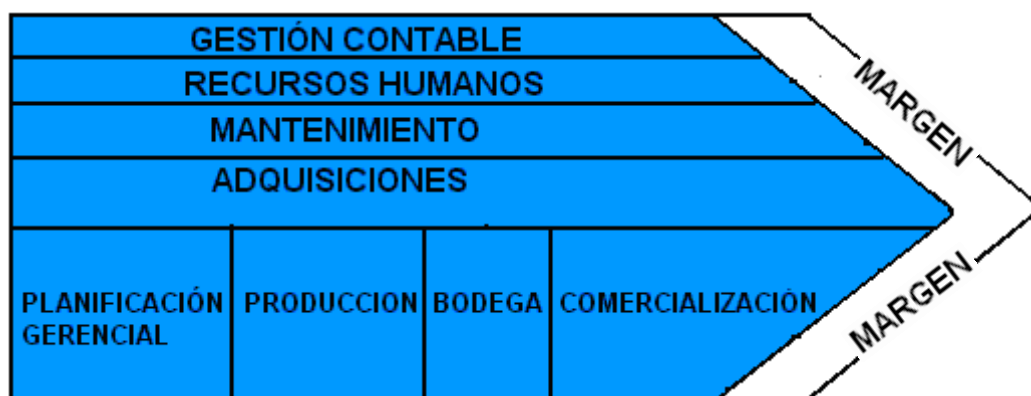 GESTIÓN CONTABLE
RECURSOS HUMANOS
MANTENIMIENTO
ADQUISICIONES
PLANIFICACIÓN
GERENCIAL
PRODUCCION
BODEGA
COMERCIALIZACIÓN
MARGEN
MARGEN